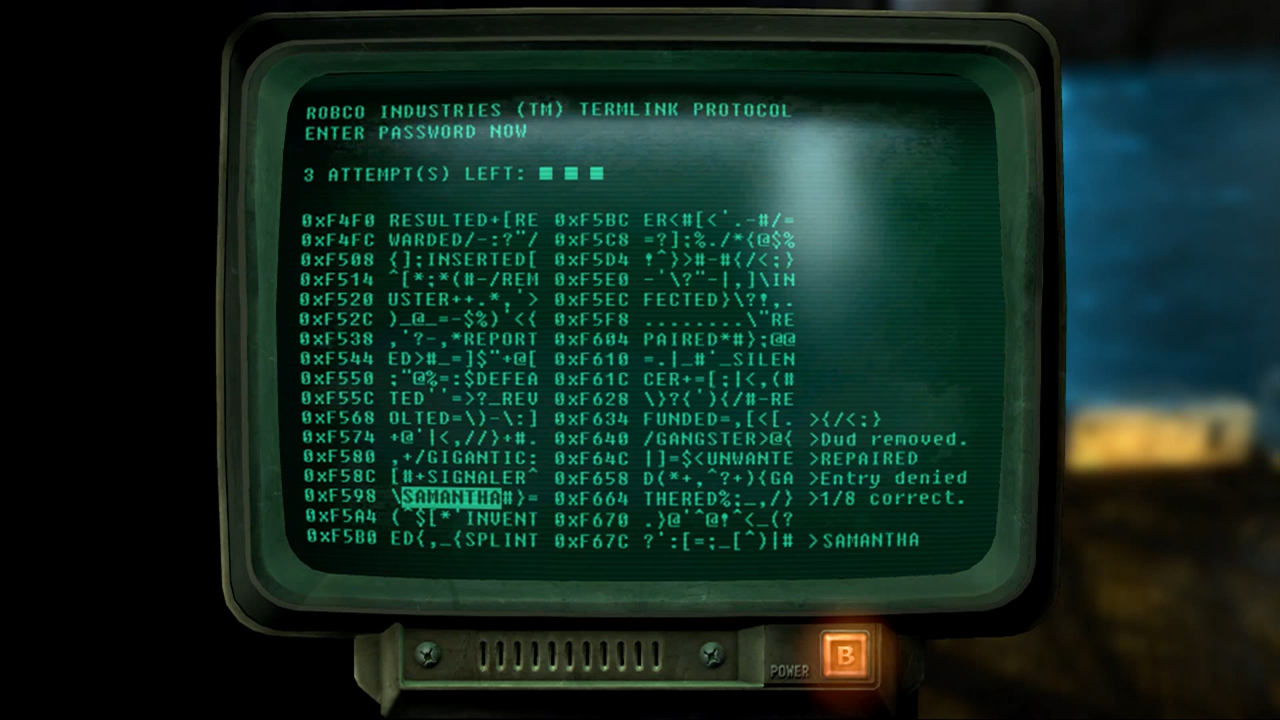 ROBCO INDUSTRIES (TM) TERMLINK PROTOCOL
ENTER PASSWORD NOW
3 ATTEMPT(S) LEFT:
0xF4F0 RESULTED+[RE 0xF5BC ER<#[<'.-#/=
0xF4FC WARDED/-:?"/ 0xF5C8 =?];%./*{@$%
0xF508 {];INSERTED[ 0xF5D4 !^}>#-#{/<;}
0xF514 ^[*;*(#-/REM 0xF5E0 -'\?"-|,]\IN
0xF520 USTER++.*,'> 0xF5EC FECTED}\?!,.
0xF52C )_@_=-$%)'<{ 0xF5F8 ........\"RE
0xF538 ,'?-,*REPORT 0xF604 PAIRED*#};@@
0xF544 ED>#_=]$"+@[ 0xF610 =.|_#'_SILEN
0xF550 ;"@%=:$DEFEA 0xF61C CER+=[;|<,(#
0xF55C TED''=>?_REV 0xF628 \}?{'){/#-RE
0xF568 OLTED=\)-\:] 0xF634 FUNDED=,[<[. >{/<;}
0xF574 +@'|<,//}+#. 0xF640 /GANGSTER>@{ >Dud removed.
0xF580 ,+/GIGANTIC: 0xF64C |]=$<UNWANTE >REPAIRED
0xF58C [#+SIGNALER^ 0xF658 D(*+,^?+){GA >Entry denied
0xF598 \SAMANTHA#}= 0xF664 THERED%;_,/} >1/8 correct.
0xF5A4 (^$[*^INVENT 0xF670 .}@'^@!^<_(?
0xF5B0 ED{,_{SPLINT 0xF67C ?':[=;_[^)|# >SAMANTHA
POWER
B